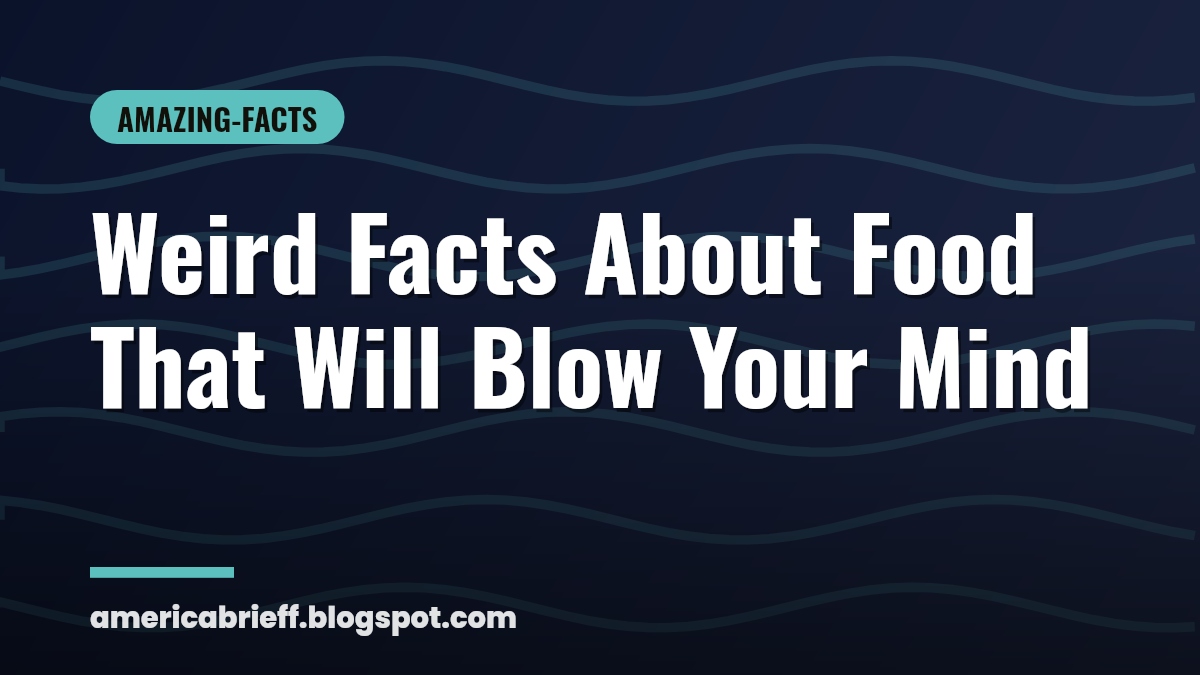 AMAZING-FACTS
Weird Facts About Food
That Will Blow Your Mind
americabrieff.blogspot.com